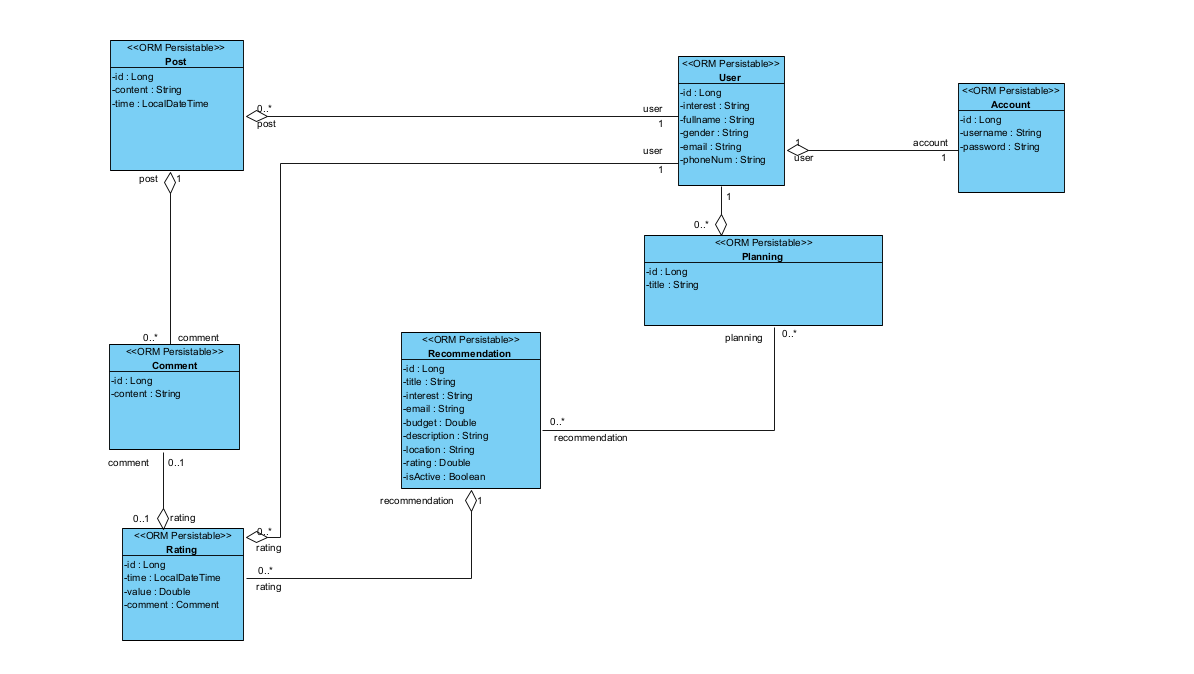 <<ORM Persistable>>
Post
-id : Long
-content : String
-time : LocalDateTime
0..*
post
user
1
<<ORM Persistable>>
User
-id : Long
-interest : String
-fullname : String
-gender : String
-email : String
-phoneNum : String
user
1
1
user
account
1
<<ORM Persistable>>
Account
-id : Long
-username : String
-password : String
post
1
1
0..*
<<ORM Persistable>>
Planning
-id : Long
-title : String
planning
0..*
0..*
comment
<<ORM Persistable>>
Comment
-id : Long
-content : String
<<ORM Persistable>>
Recommendation
-id : Long
-title : String
-interest : String
-email : String
-budget : Double
-description : String
-location : String
-rating : Double
-isActive : Boolean
0..*
recommendation
comment
0..1
recommendation
1
0..1
rating
<<ORM Persistable>>
Rating
-id : Long
-time : LocalDateTime
-value : Double
-comment : Comment
0..*
rating
0..*
rating